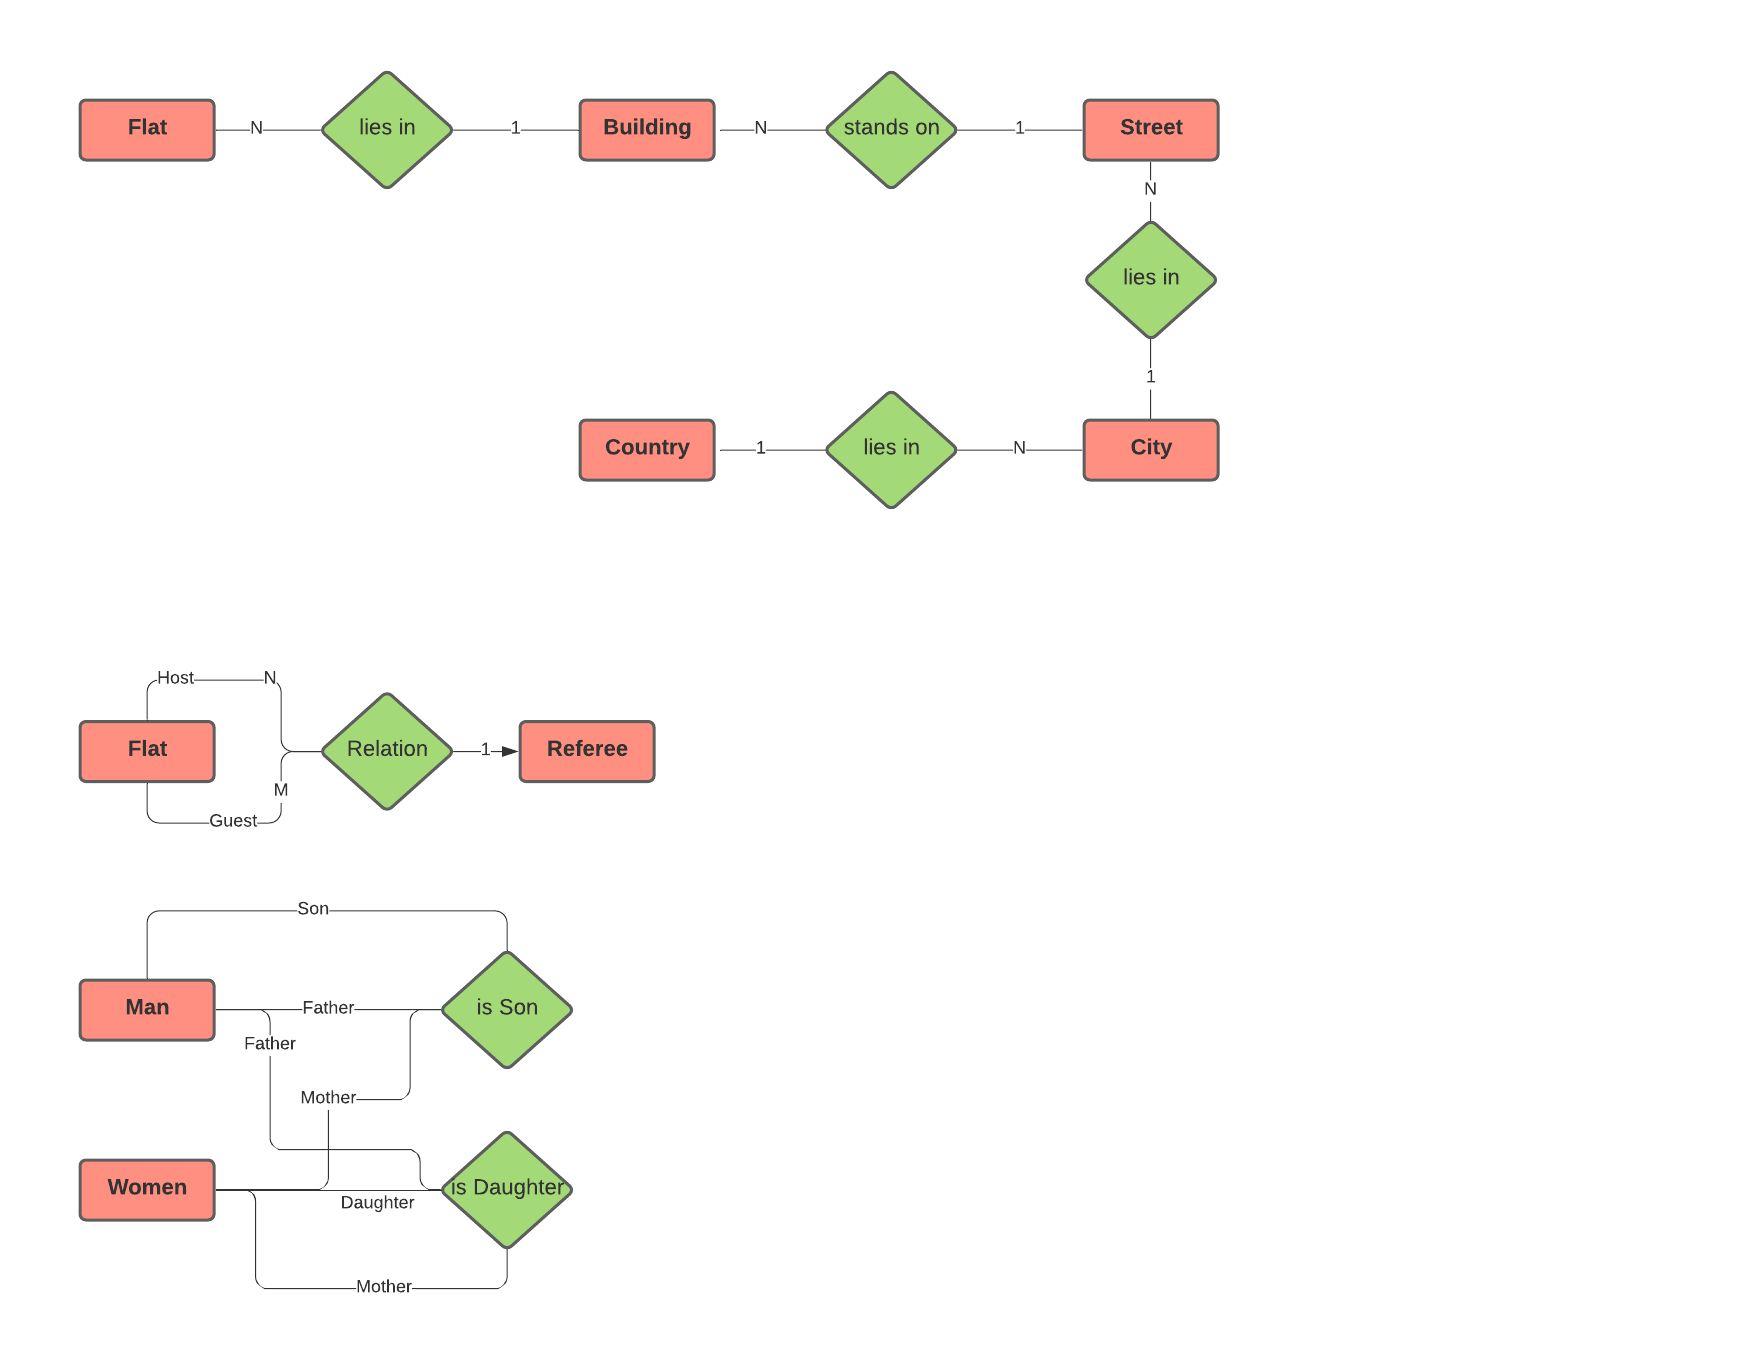 Flat
N
lies in
1
Building
N
stands on
1
Street
N
lies in
1
Country
1
lies in
N
City
Host
N
Flat
Relation
1
Referee
M
Guest
Son
Man
Father
is Son
Father
Mother
Women
is Daughter
Daughter
Mother